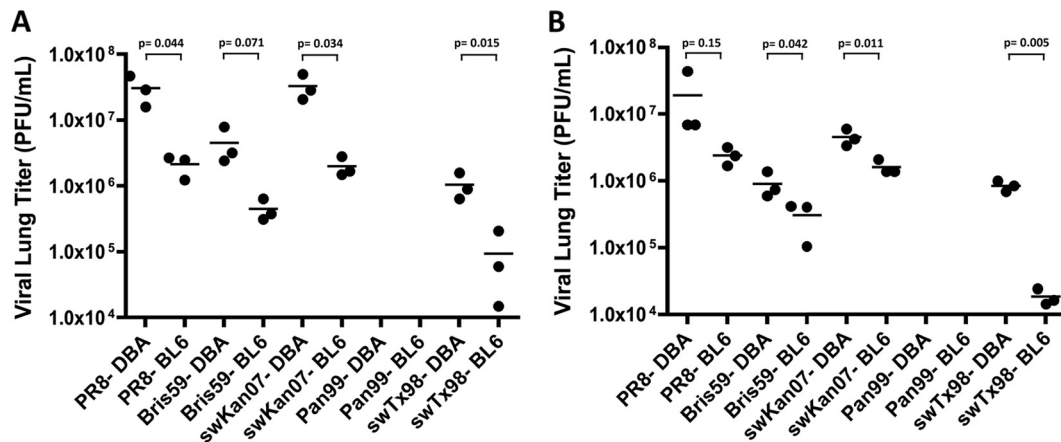 A
p= 0.044
p= 0.071
p= 0.034
p= 0.015
Viral Lung Titer (PFU/mL)
1.0x10⁸
1.0x10⁷
1.0x10⁶
1.0x10⁵
1.0x10⁴
PR8- DBA
PR8- BL6
Bris59- DBA
Bris59- BL6
swKan07- DBA
swKan07- BL6
Pan99- DBA
Pan99- BL6
swTx98- DBA
swTx98- BL6
B
p= 0.15
p= 0.042
p= 0.011
p= 0.005
Viral Lung Titer (PFU/mL)
1.0x10⁸
1.0x10⁷
1.0x10⁶
1.0x10⁵
1.0x10⁴
PR8- DBA
PR8- BL6
Bris59- DBA
Bris59- BL6
swKan07- DBA
swKan07- BL6
Pan99- DBA
Pan99- BL6
swTx98- DBA
swTx98- BL6